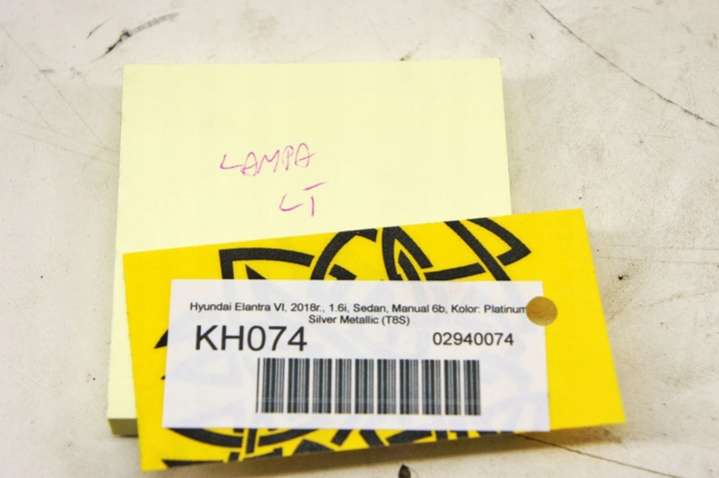 LAMPA
LT
Hyundai Elantra VI, 2018r., 1.6i, Sedan, Manual 6b, Kolor: Platinum
Silver Metallic (T8S)
KH074 02940074